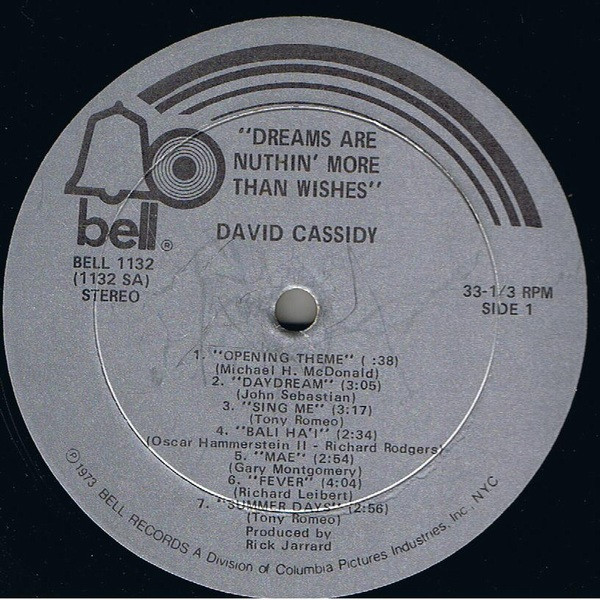 "DREAMS ARE
NUTHIN' MORE
THAN WISHES"
DAVID CASSIDY
bell®
BELL 1132
(1132 SA)
STEREO
33-1/3 RPM
SIDE 1
1. "OPENING THEME" ( :38)
(Michael H. McDonald)
2. "DAYDREAM" (3:05)
(John Sebastian)
3. "SING ME" (3:17)
(Tony Romeo)
4. "BALI HA'I" (2:34)
(Oscar Hammerstein II - Richard Rodgers)
5. "MAE" (2:54)
(Gary Montgomery)
6. "FEVER" (4:04)
(Richard Leibert)
7. "SUMMER DAYS" (2:56)
(Tony Romeo)
Produced by
Rick Jarrard
℗1973 BELL RECORDS A Division of Columbia Pictures Industries, Inc. NYC